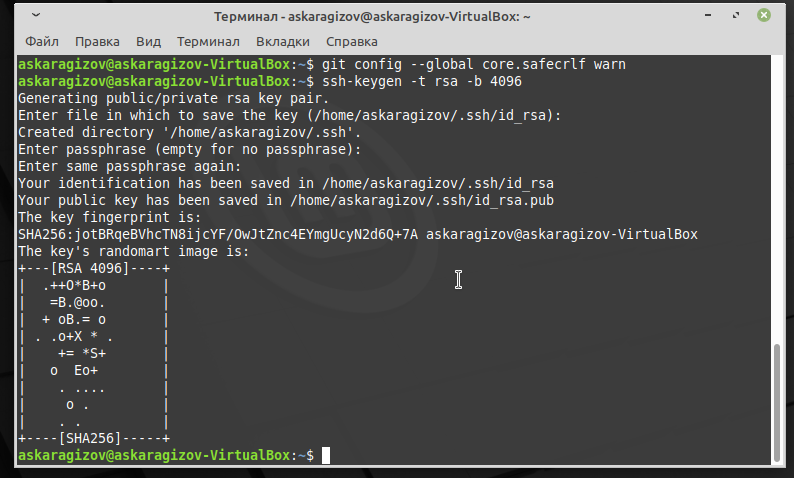 Терминал - askaragizov@askaragizov-VirtualBox: ~
Файл Правка Вид Терминал Вкладки Справка
askaragizov@askaragizov-VirtualBox:~$ git config --global core.safecrlf warn
askaragizov@askaragizov-VirtualBox:~$ ssh-keygen -t rsa -b 4096
Generating public/private rsa key pair.
Enter file in which to save the key (/home/askaragizov/.ssh/id_rsa):
Created directory '/home/askaragizov/.ssh'.
Enter passphrase (empty for no passphrase):
Enter same passphrase again:
Your identification has been saved in /home/askaragizov/.ssh/id_rsa
Your public key has been saved in /home/askaragizov/.ssh/id_rsa.pub
The key fingerprint is:
SHA256:jotBRqeBVhcTN8ijcYF/OwJtZnc4EYmgUcyN2d6Q+7A askaragizov@askaragizov-VirtualBox
The key's randomart image is:
+---[RSA 4096]----+
|  .++O*B+o       |
|   =B.@oo.       |
|  + oB.= o       |
| . .o+X * .      |
|    += *S+       |
|   o  Eo+        |
|    . ....       |
|     o .         |
|    . .          |
+----[SHA256]-----+
askaragizov@askaragizov-VirtualBox:~$